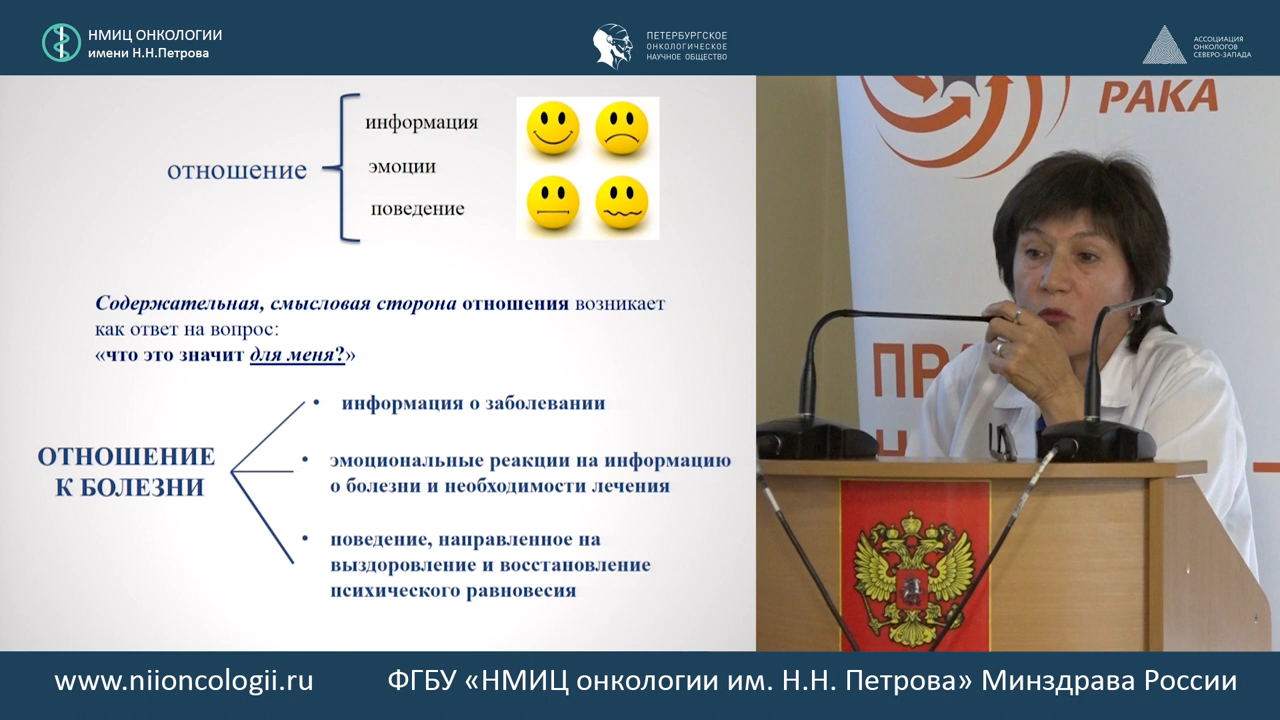 НМИЦ ОНКОЛОГИИ
имени Н.Н.Петрова
ПЕТЕРБУРГСКОЕ
ОНКОЛОГИЧЕСКОЕ
НАУЧНОЕ ОБЩЕСТВО
АССОЦИАЦИЯ
ОНКОЛОГОВ
СЕВЕРО-ЗАПАДА
отношение
информация
эмоции
поведение
Содержательная, смысловая сторона отношения возникает
как ответ на вопрос:
«что это значит для меня?»
ОТНОШЕНИЕ
К БОЛЕЗНИ
• информация о заболевании
• эмоциональные реакции на информацию
о болезни и необходимости лечения
• поведение, направленное на
выздоровление и восстановление
психического равновесия
РАКА
www.niioncologii.ru
ФГБУ «НМИЦ онкологии им. Н.Н. Петрова» Минздрава России